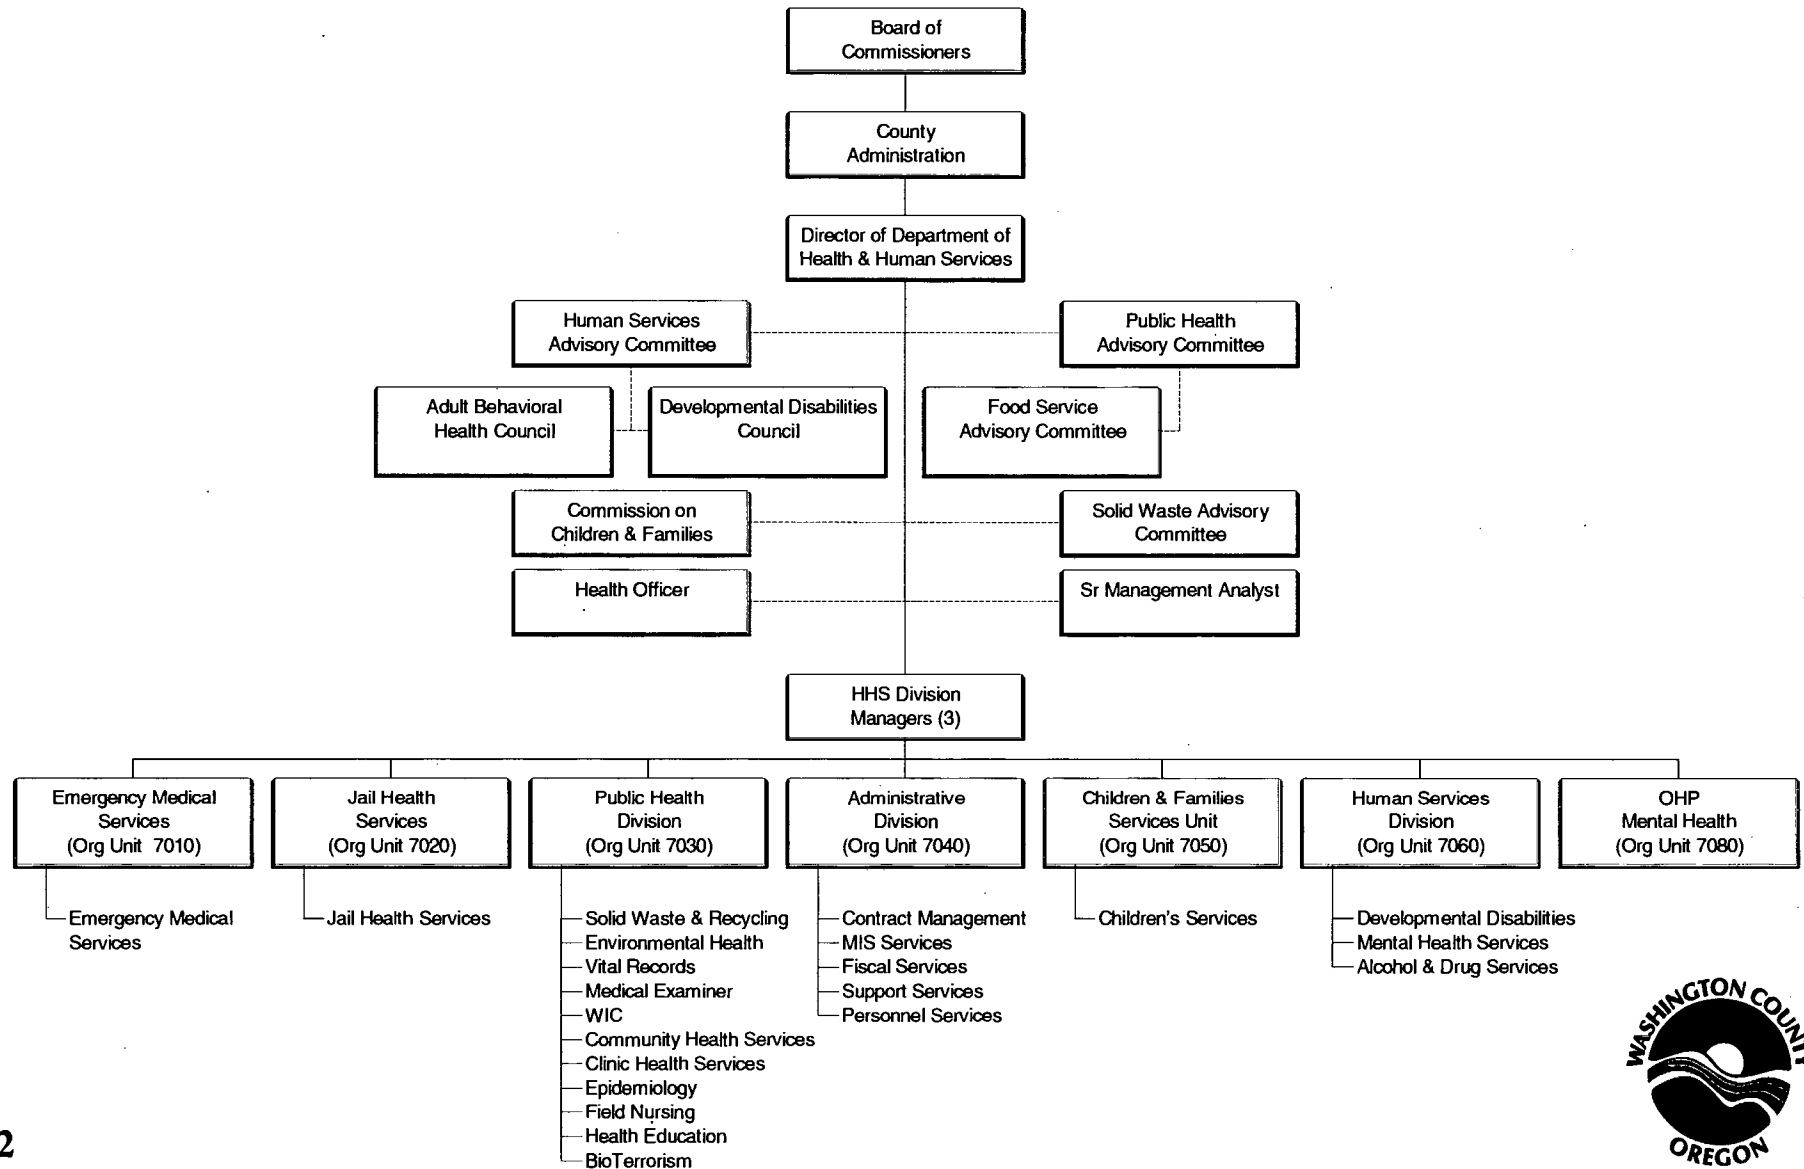 Board of
Commissioners
County
Administration
Director of Department of
Health & Human Services
Human Services
Advisory Committee
Public Health
Advisory Committee
Adult Behavioral
Health Council
Developmental Disabilities
Council
Food Service
Advisory Committee
Commission on
Children & Families
Solid Waste Advisory
Committee
Health Officer
Sr Management Analyst
HHS Division
Managers (3)
Emergency Medical
Services
(Org Unit 7010)
Emergency Medical
Services
Jail Health
Services
(Org Unit 7020)
Jail Health Services
Public Health
Division
(Org Unit 7030)
Solid Waste & Recycling
Environmental Health
Vital Records
Medical Examiner
WIC
Community Health Services
Clinic Health Services
Epidemiology
Field Nursing
Health Education
BioTerrorism
Administrative
Division
(Org Unit 7040)
Contract Management
MIS Services
Fiscal Services
Support Services
Personnel Services
Children & Families
Services Unit
(Org Unit 7050)
Children's Services
Human Services
Division
(Org Unit 7060)
Developmental Disabilities
Mental Health Services
Alcohol & Drug Services
OHP
Mental Health
(Org Unit 7080)
WASHINGTON COUNTY
OREGON
2